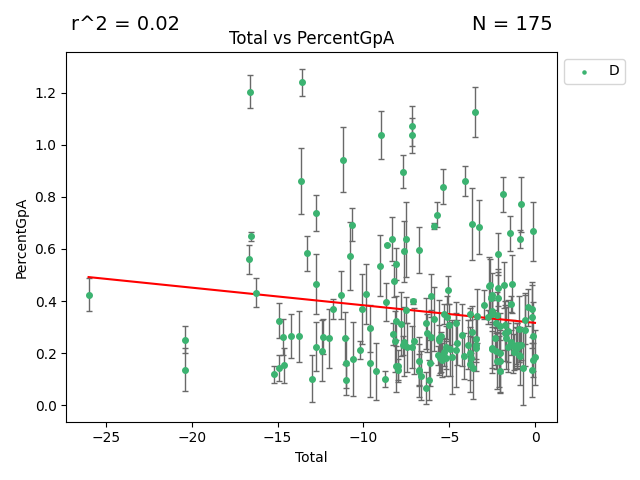 r^2 = 0.02
N = 175
Total vs PercentGpA
D
PercentGpA
1.2
1.0
0.8
0.6
0.4
0.2
0.0
−25
−20
−15
−10
−5
0
Total